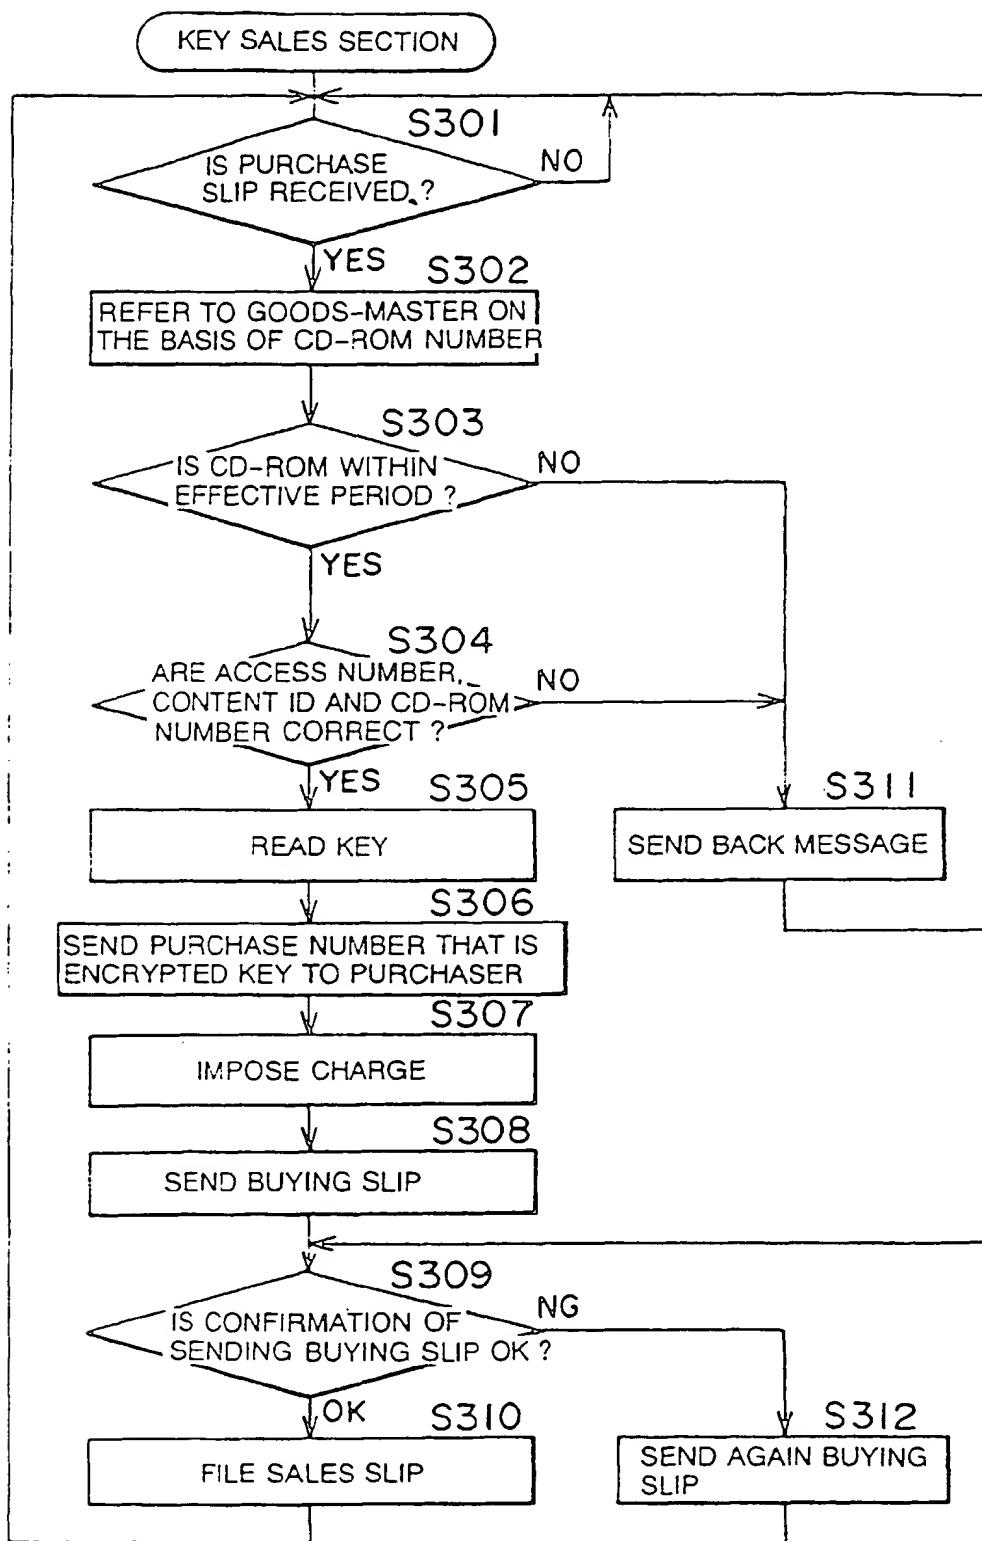 KEY SALES SECTION
S301
IS PURCHASE
SLIP RECEIVED ?
NO
YES
S302
REFER TO GOODS-MASTER ON
THE BASIS OF CD-ROM NUMBER
S303
IS CD-ROM WITHIN
EFFECTIVE PERIOD ?
NO
YES
S304
ARE ACCESS NUMBER,
CONTENT ID AND CD-ROM
NUMBER CORRECT ?
NO
YES
S305
READ KEY
S311
SEND BACK MESSAGE
S306
SEND PURCHASE NUMBER THAT IS
ENCRYPTED KEY TO PURCHASER
S307
IMPOSE CHARGE
S308
SEND BUYING SLIP
S309
IS CONFIRMATION OF
SENDING BUYING SLIP OK ?
NG
OK
S310
FILE SALES SLIP
S312
SEND AGAIN BUYING
SLIP